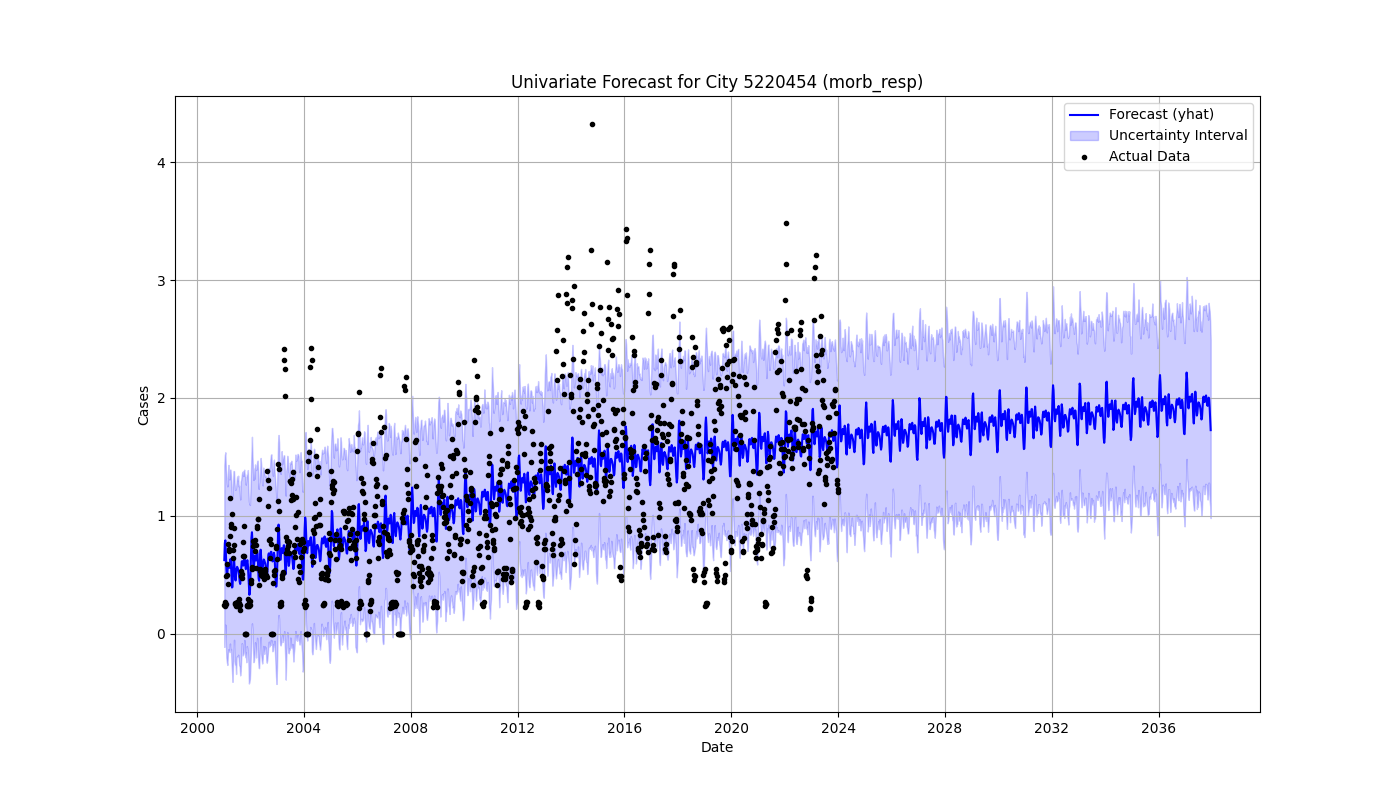 Univariate Forecast for City 5220454 (morb_resp)
Forecast (yhat)
Uncertainty Interval
Actual Data
Cases
4
3
2
1
0
2000 2004 2008 2012 2016 2020 2024 2028 2032 2036
Date